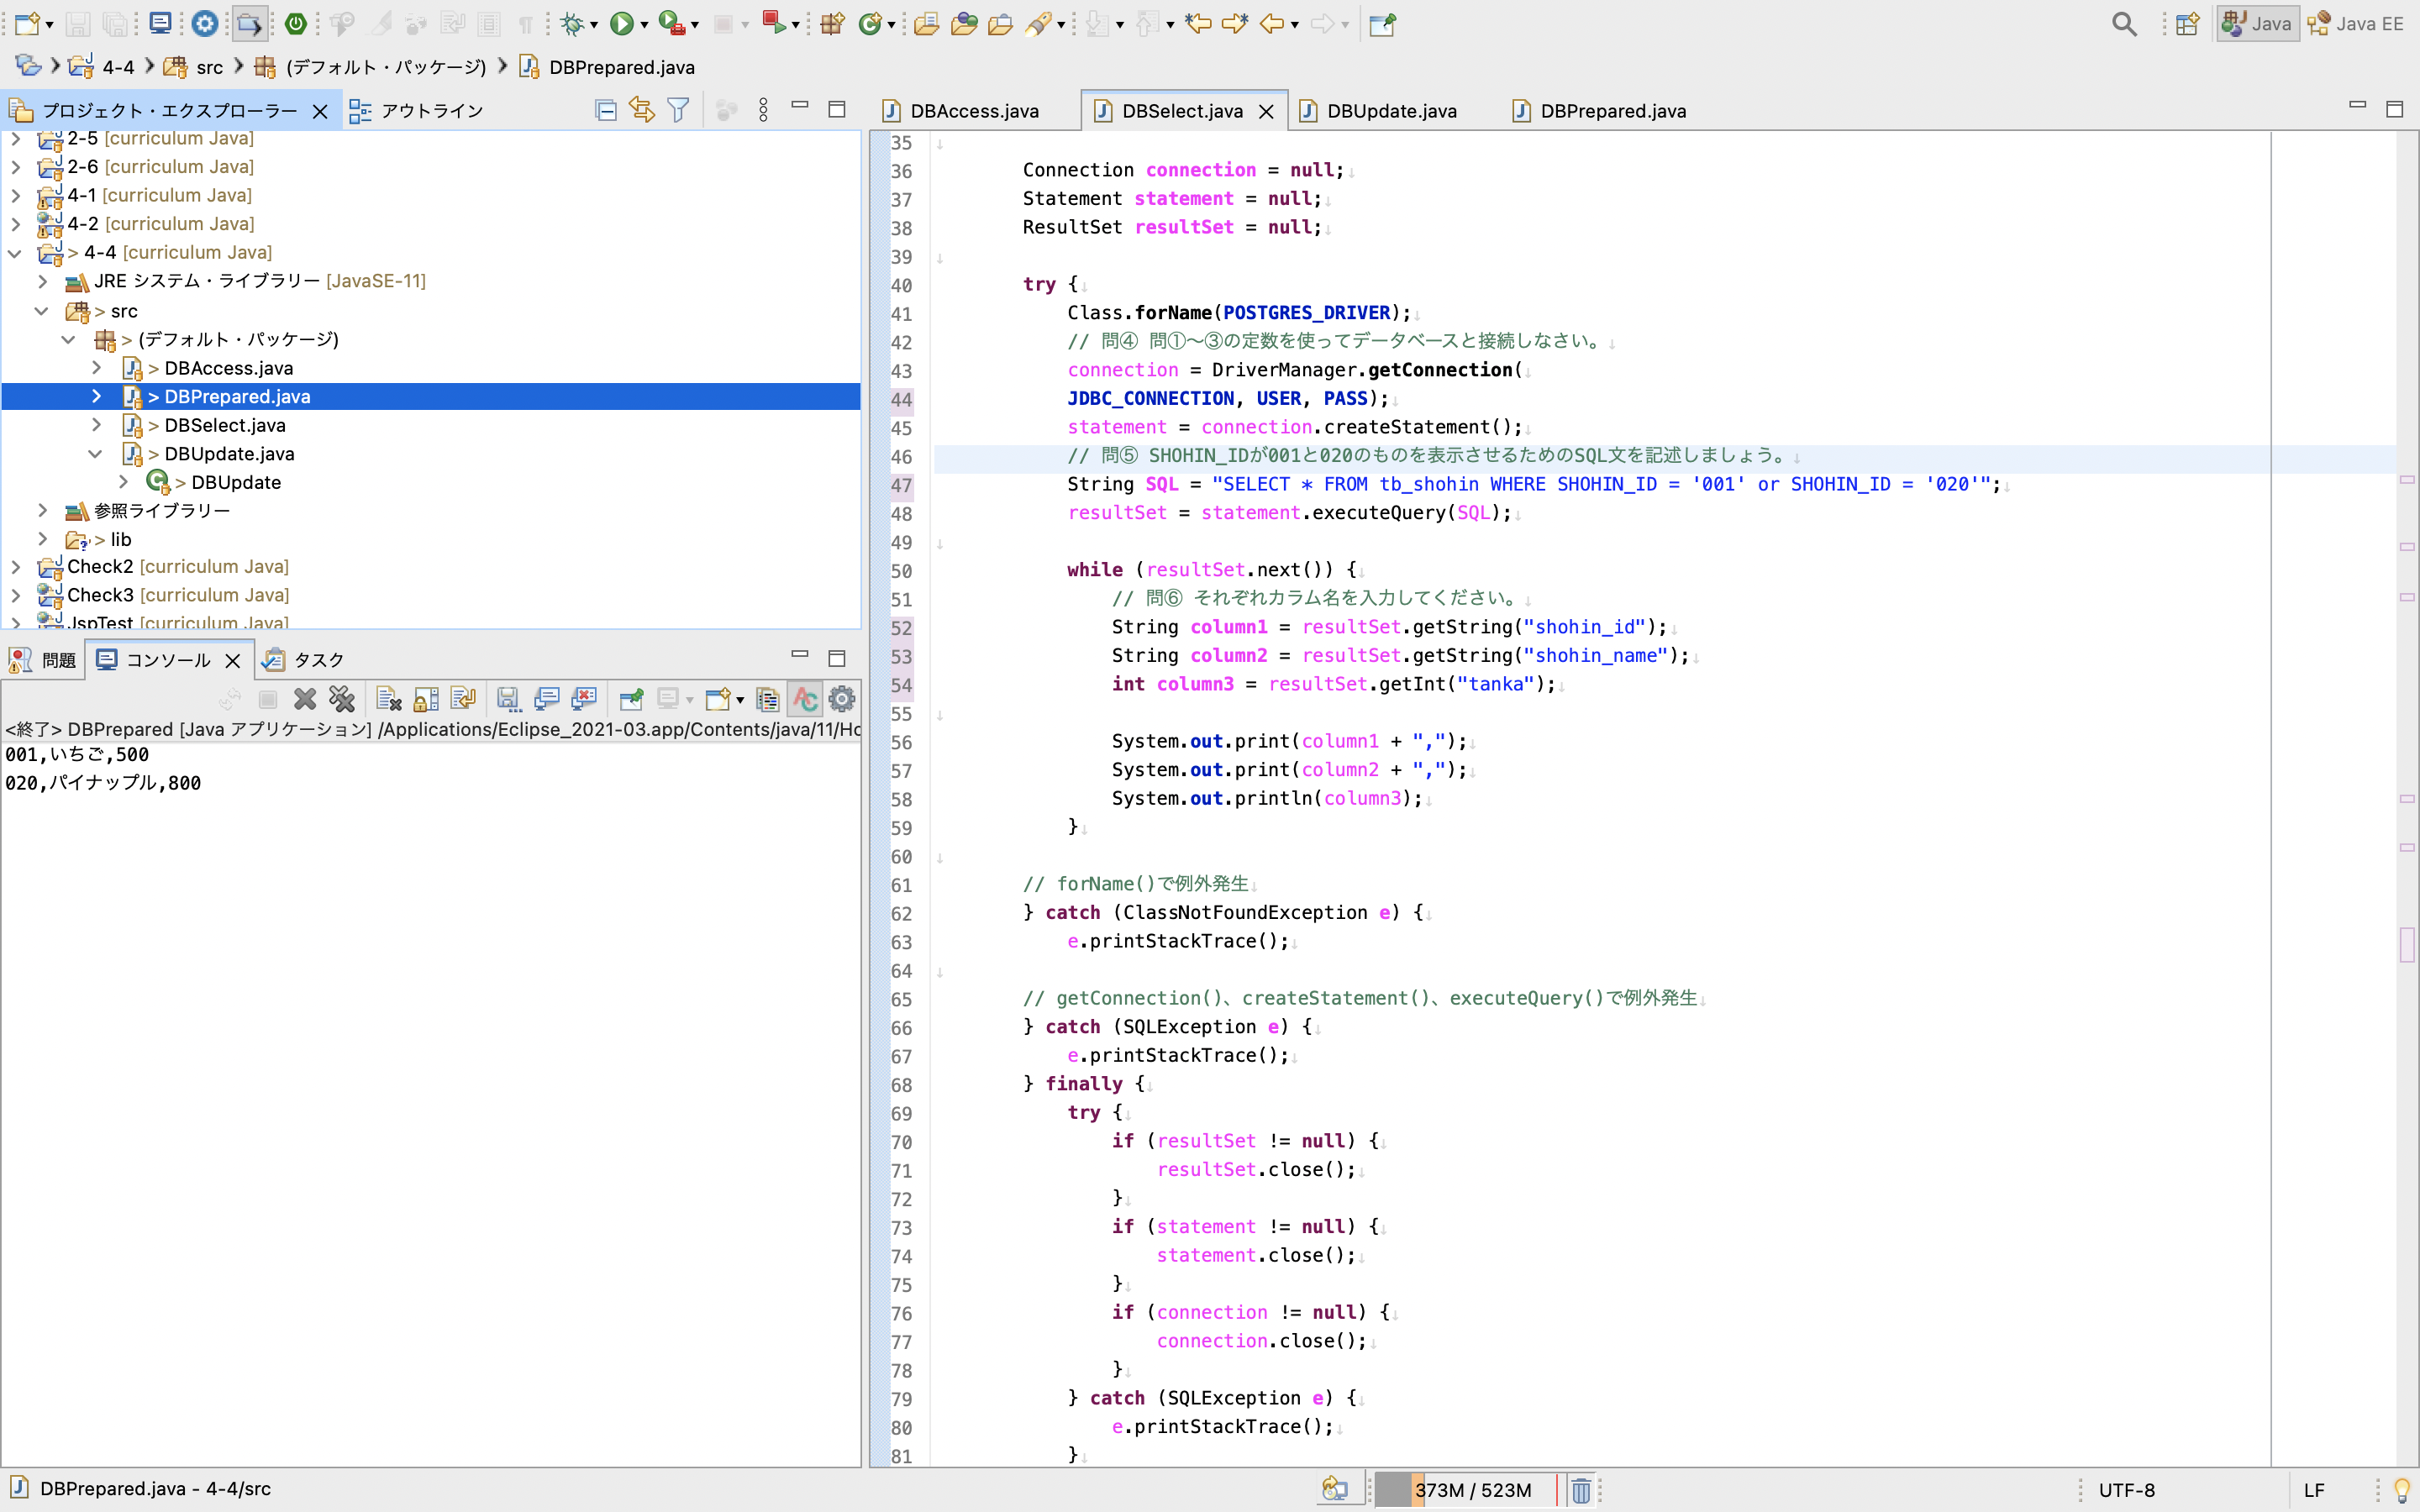 Java
Java EE
4-4
src
(デフォルト・パッケージ)
DBPrepared.java
プロジェクト・エクスプローラー
アウトライン
2-5 [curriculum Java]
2-6 [curriculum Java]
4-1 [curriculum Java]
4-2 [curriculum Java]
> 4-4 [curriculum Java]
JRE システム・ライブラリー [JavaSE-11]
> src
> (デフォルト・パッケージ)
> DBAccess.java
> DBPrepared.java
> DBSelect.java
> DBUpdate.java
> DBUpdate
参照ライブラリー
> lib
Check2 [curriculum Java]
Check3 [curriculum Java]
JspTest [curriculum Java]
問題
コンソール
タスク
<終了> DBPrepared [Java アプリケーション] /Applications/Eclipse_2021-03.app/Contents/java/11/Ho
001,いちご,500
020,パイナップル,800
DBAccess.java
DBSelect.java
DBUpdate.java
DBPrepared.java
35
36 Connection connection = null;
37 Statement statement = null;
38 ResultSet resultSet = null;
39
40 try {
41 Class.forName(POSTGRES_DRIVER);
42 // 問④ 問①〜③の定数を使ってデータベースと接続しなさい。
43 connection = DriverManager.getConnection(
44 JDBC_CONNECTION, USER, PASS);
45 statement = connection.createStatement();
46 // 問⑤ SHOHIN_IDが001と020のものを表示させるためのSQL文を記述しましょう。
47 String SQL = "SELECT * FROM tb_shohin WHERE SHOHIN_ID = '001' or SHOHIN_ID = '020'";
48 resultSet = statement.executeQuery(SQL);
49
50 while (resultSet.next()) {
51 // 問⑥ それぞれカラム名を入力してください。
52 String column1 = resultSet.getString("shohin_id");
53 String column2 = resultSet.getString("shohin_name");
54 int column3 = resultSet.getInt("tanka");
55
56 System.out.print(column1 + ",");
57 System.out.print(column2 + ",");
58 System.out.println(column3);
59 }
60
61 // forName()で例外発生
62 } catch (ClassNotFoundException e) {
63 e.printStackTrace();
64
65 // getConnection()、createStatement()、executeQuery()で例外発生
66 } catch (SQLException e) {
67 e.printStackTrace();
68 } finally {
69 try {
70 if (resultSet != null) {
71 resultSet.close();
72 }
73 if (statement != null) {
74 statement.close();
75 }
76 if (connection != null) {
77 connection.close();
78 }
79 } catch (SQLException e) {
80 e.printStackTrace();
81 }
DBPrepared.java - 4-4/src
373M / 523M
UTF-8
LF